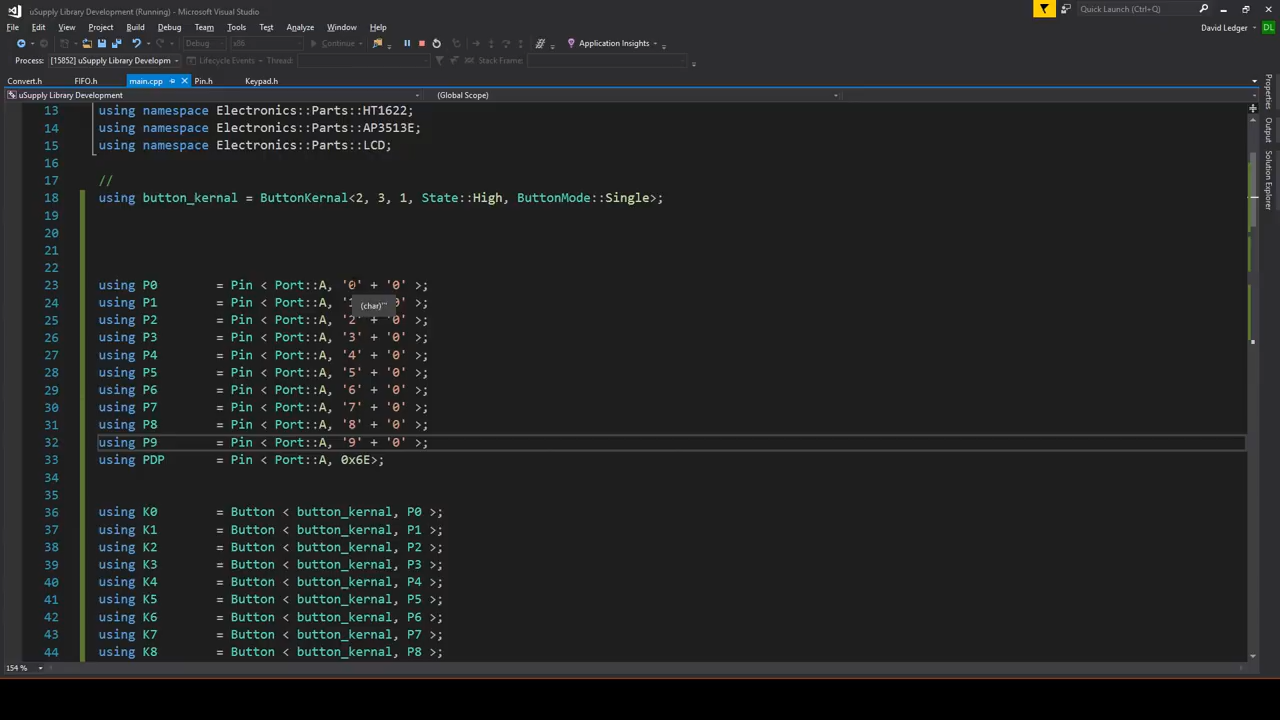 uSupply Library Development (Running) - Microsoft Visual Studio
Quick Launch (Ctrl+Q)
File Edit View Project Build Debug Team Tools Test Analyze Window Help
David Ledger DL
Debug x86 Continue Application Insights
Process: [15852] uSupply Library Developm Lifecycle Events Thread: Stack Frame:
Convert.h FIFO.h main.cpp Pin.h Keypad.h
uSupply Library Development (Global Scope)
13 using namespace Electronics::Parts::HT1622;
14 using namespace Electronics::Parts::AP3513E;
15 using namespace Electronics::Parts::LCD;
16
17 //
18 using button_kernal = ButtonKernal<2, 3, 1, State::High, ButtonMode::Single>;
19
20
21
22
23 using P0 = Pin < Port::A, '0' + '0' >;
24 using P1 = Pin < Port::A, '1 0' >;
(char)'"
25 using P2 = Pin < Port::A, '2' + '0' >;
26 using P3 = Pin < Port::A, '3' + '0' >;
27 using P4 = Pin < Port::A, '4' + '0' >;
28 using P5 = Pin < Port::A, '5' + '0' >;
29 using P6 = Pin < Port::A, '6' + '0' >;
30 using P7 = Pin < Port::A, '7' + '0' >;
31 using P8 = Pin < Port::A, '8' + '0' >;
32 using P9 = Pin < Port::A, '9' + '0' >;
33 using PDP = Pin < Port::A, 0x6E>;
34
35
36 using K0 = Button < button_kernal, P0 >;
37 using K1 = Button < button_kernal, P1 >;
38 using K2 = Button < button_kernal, P2 >;
39 using K3 = Button < button_kernal, P3 >;
40 using K4 = Button < button_kernal, P4 >;
41 using K5 = Button < button_kernal, P5 >;
42 using K6 = Button < button_kernal, P6 >;
43 using K7 = Button < button_kernal, P7 >;
44 using K8 = Button < button_kernal, P8 >;
154 %
Properties
Output
Solution Explorer